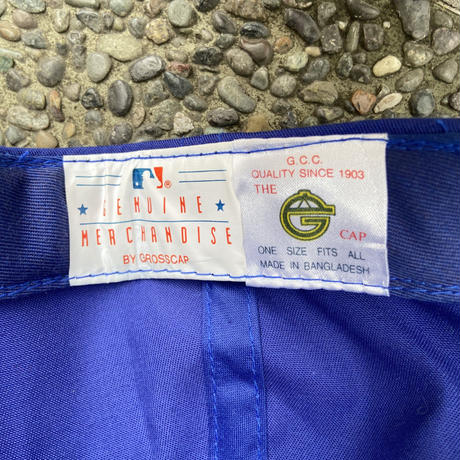 GENUINE
MERCHANDISE
BY GROSSCAP
G.C.C.
QUALITY SINCE 1903
THE
G
CAP
ONE SIZE FITS ALL
MADE IN BANGLADESH